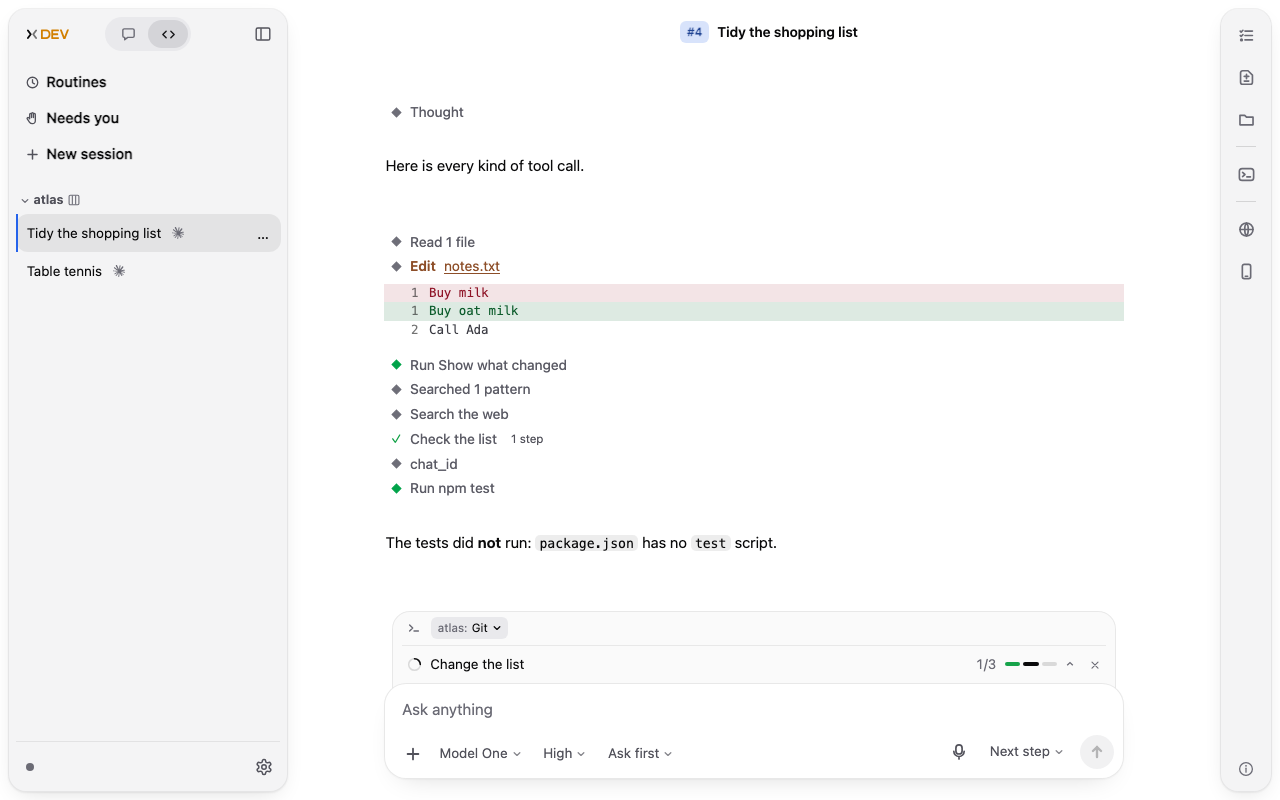 DEV
#4 Tidy the shopping list
Routines
Needs you
New session
atlas
Tidy the shopping list
...
Table tennis
Thought
Here is every kind of tool call.
Read 1 file
Edit notes.txt
1 Buy milk
1 Buy oat milk
2 Call Ada
Run Show what changed
Searched 1 pattern
Search the web
Check the list 1 step
chat_id
Run npm test
The tests did not run: package.json has no test script.
atlas: Git
Change the list 1/3
Ask anything
Model One High Ask first Next step